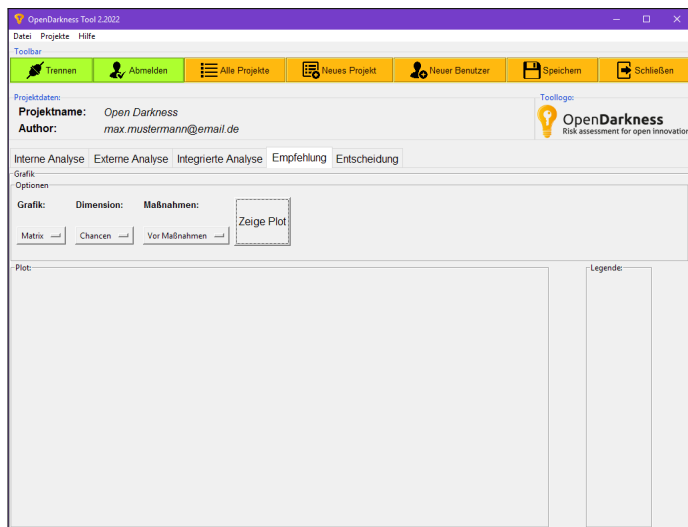 OpenDarkness Tool 2.2022
Datei Projekte Hilfe
Toolbar
Trennen Abmelden Alle Projekte Neues Projekt Neuer Benutzer Speichern Schließen
Projektdaten: Toollogo:
Projektname: Open Darkness
Author: max.mustermann@email.de
OpenDarkness
Risk assessment for open innovation
Interne Analyse Externe Analyse Integrierte Analyse Empfehlung Entscheidung
Grafik
Optionen
Grafik: Dimension: Maßnahmen:
Zeige Plot
Matrix Chancen Vor Maßnahmen
Plot: Legende: